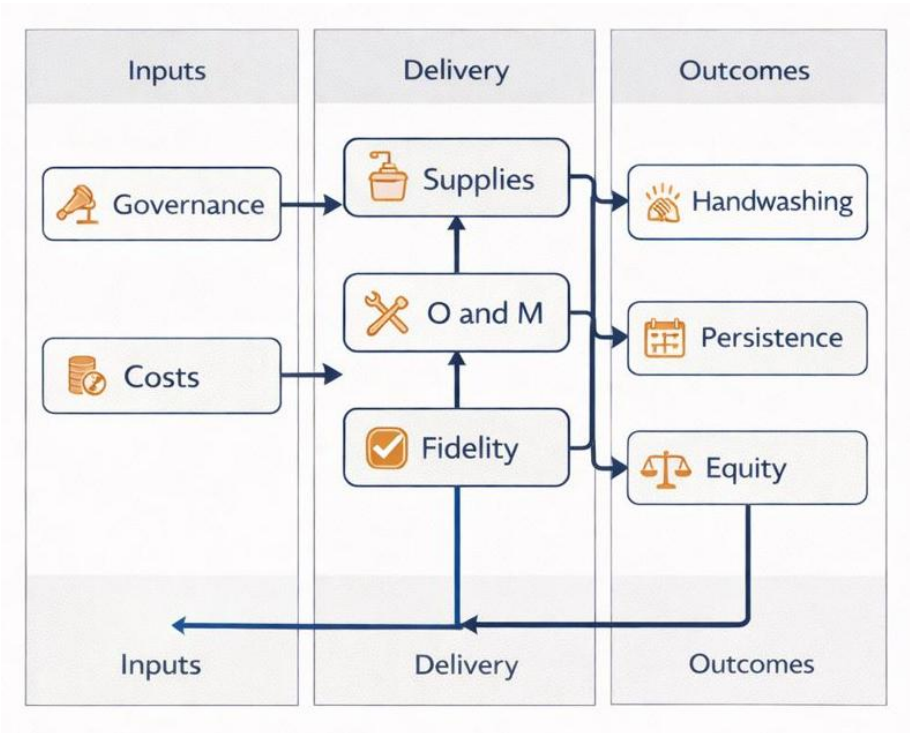 Inputs
Delivery
Outcomes
Governance
Supplies
Handwashing
O and M
Persistence
Costs
Fidelity
Equity
Inputs
Delivery
Outcomes